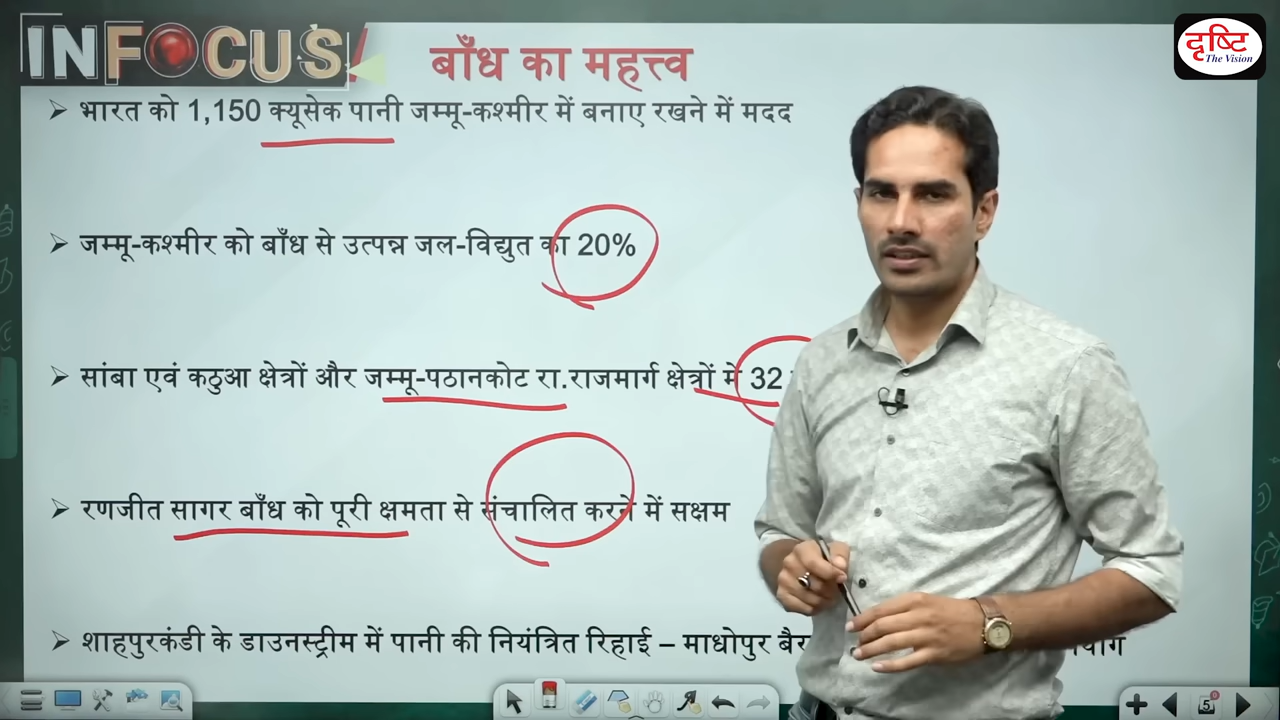 INFOCUS
बाँध का महत्त्व
दृष्टि
The Vision
➢ भारत को 1,150 क्यूसेक पानी जम्मू-कश्मीर में बनाए रखने में मदद
➢ जम्मू-कश्मीर को बाँध से उत्पन्न जल-विद्युत का 20%
➢ सांबा एवं कठुआ क्षेत्रों और जम्मू-पठानकोट रा.राजमार्ग क्षेत्रों में 32
➢ रणजीत सागर बाँध को पूरी क्षमता से संचालित करने में सक्षम
➢ शाहपुरकंडी के डाउनस्ट्रीम में पानी की नियंत्रित रिहाई – माधोपुर
5